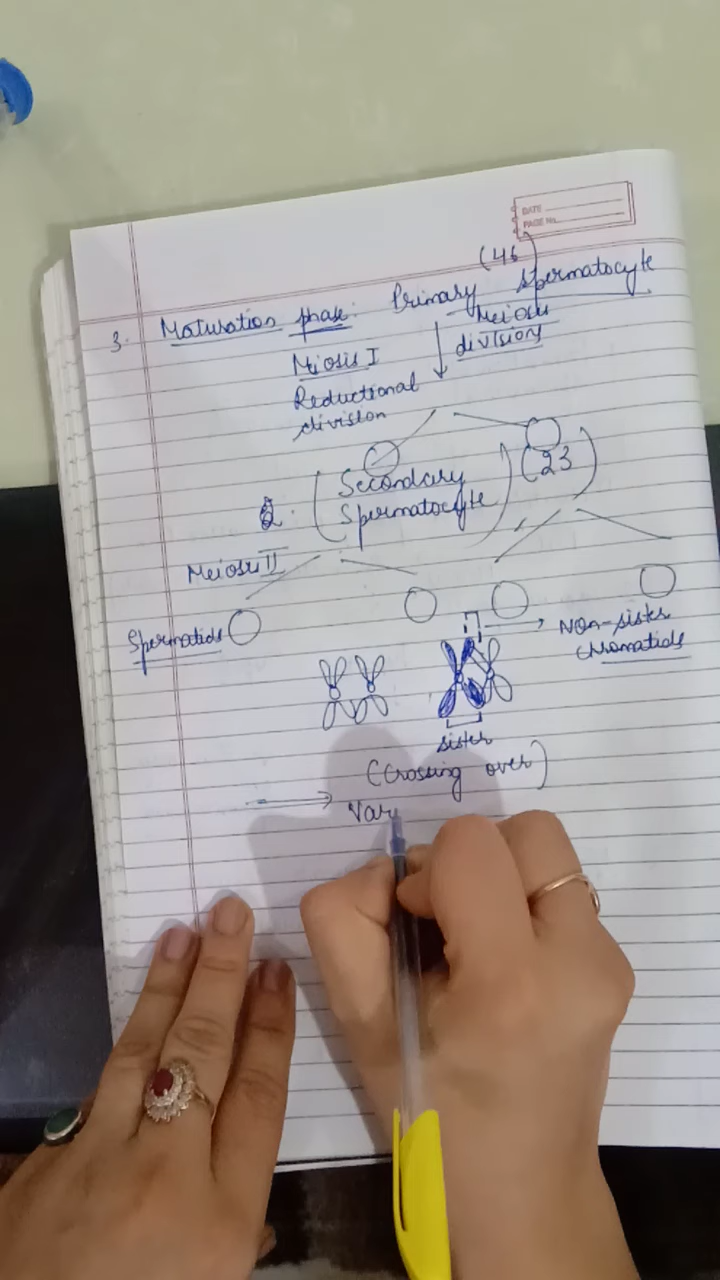 DATE
PAGE No.
(46)
3. Maturation phase: Primary Spermatocyte
Meiosis I
Meiosis
division
Reductional
division
2. (Secondary
Spermatocyte) (23)
Meiosis II
Spermatids
Non-sister
chromatids
sister
(Crossing over)
Vari